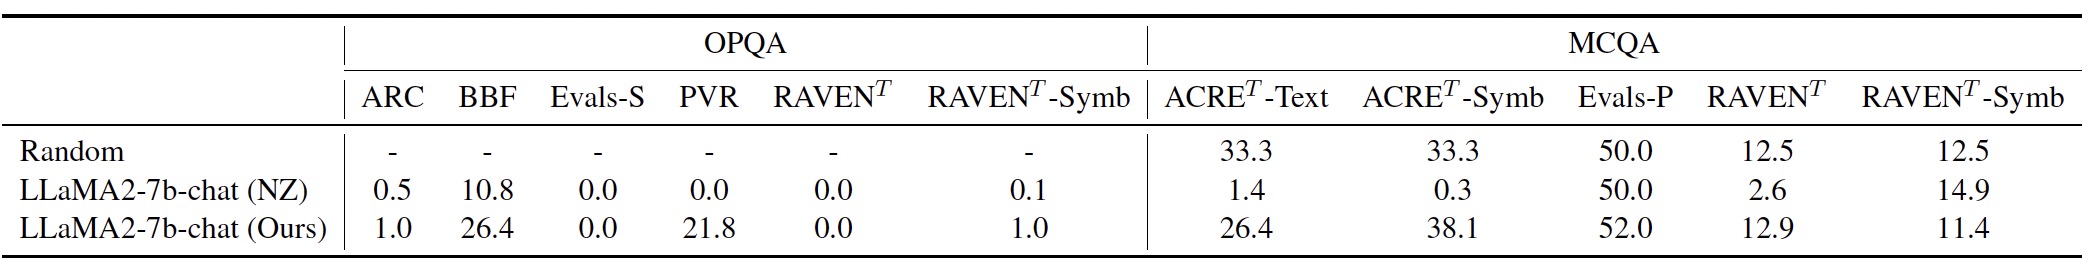 OPQA MCQA
ARC BBF Evals-S PVR RAVEN^T RAVEN^T-Symb ACRE^T-Text ACRE^T-Symb Evals-P RAVEN^T RAVEN^T-Symb
Random - - - - - - 33.3 33.3 50.0 12.5 12.5
LLaMA2-7b-chat (NZ) 0.5 10.8 0.0 0.0 0.0 0.1 1.4 0.3 50.0 2.6 14.9
LLaMA2-7b-chat (Ours) 1.0 26.4 0.0 21.8 0.0 1.0 26.4 38.1 52.0 12.9 11.4